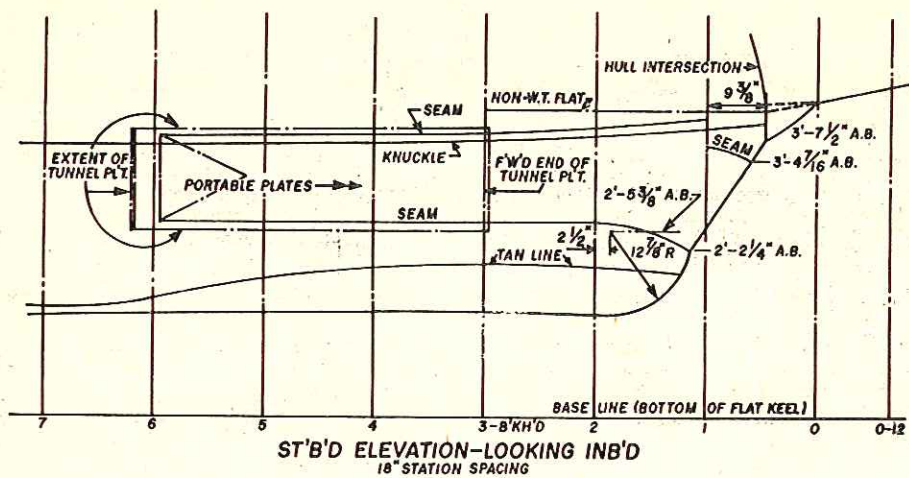 HULL INTERSECTION
9 3/8"
NON-W.T. FLAT
SEAM
KNUCKLE
3'-7 1/2" A.B.
SEAM
3'-4 7/16" A.B.
EXTENT OF
TUNNEL PLT.
PORTABLE PLATES
F'W'D END OF
TUNNEL PLT.
2'-5 3/8" A.B.
SEAM
2 1/2"
12 7/8" R
2'-2 1/4" A.B.
TAN LINE
BASE LINE (BOTTOM OF FLAT KEEL)
7 6 5 4 3-B'KH'D 2 1 0 0-12
ST'B'D ELEVATION-LOOKING INB'D
18" STATION SPACING